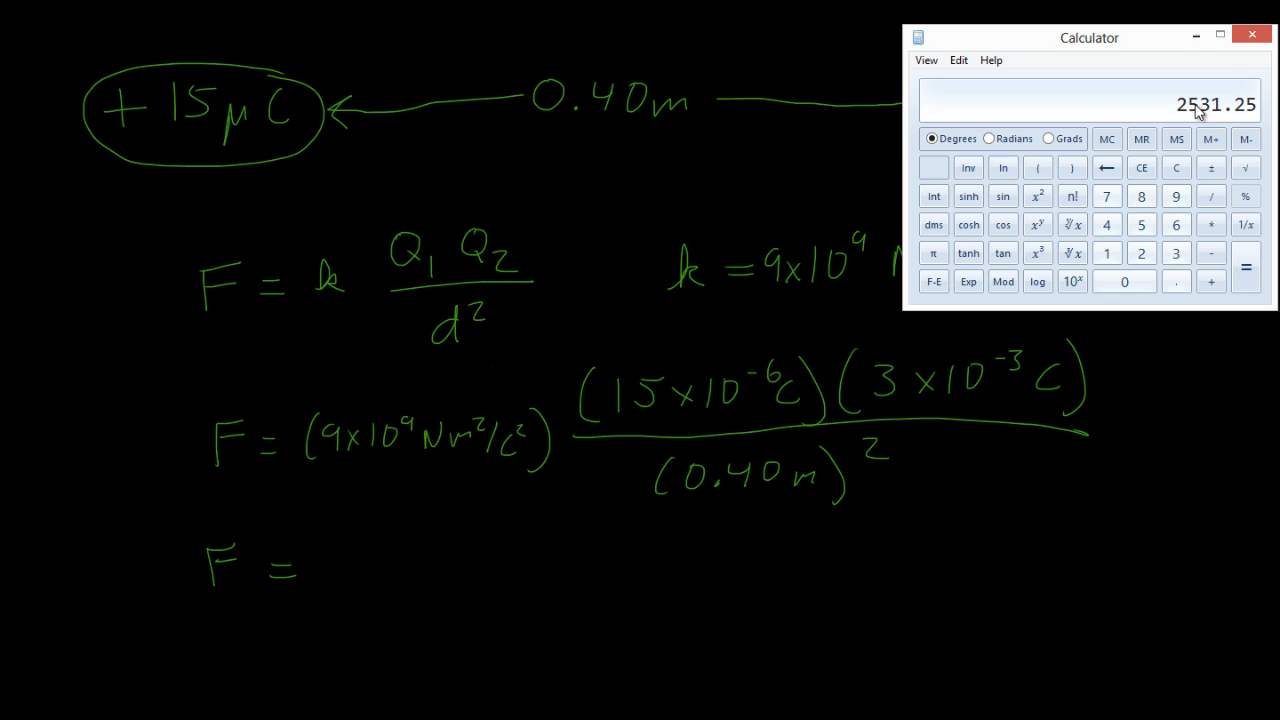 +15μC
0.40m
F = k Q₁ Q₂ / d²
k = 9x10⁹
F = (9x10⁹ Nm²/C²) (15x10⁻⁶C)(3x10⁻³C) / (0.40m)²
F =
Calculator
View Edit Help
2531.25
Degrees Radians Grads MC MR MS M+ M-
Inv ln ( ) ← CE C ± √
Int sinh sin x² n! 7 8 9 / %
dms cosh cos xʸ ʸ√x 4 5 6 * 1/x
π tanh tan x³ ³√x 1 2 3 - =
F-E Exp Mod log 10ˣ 0 . +